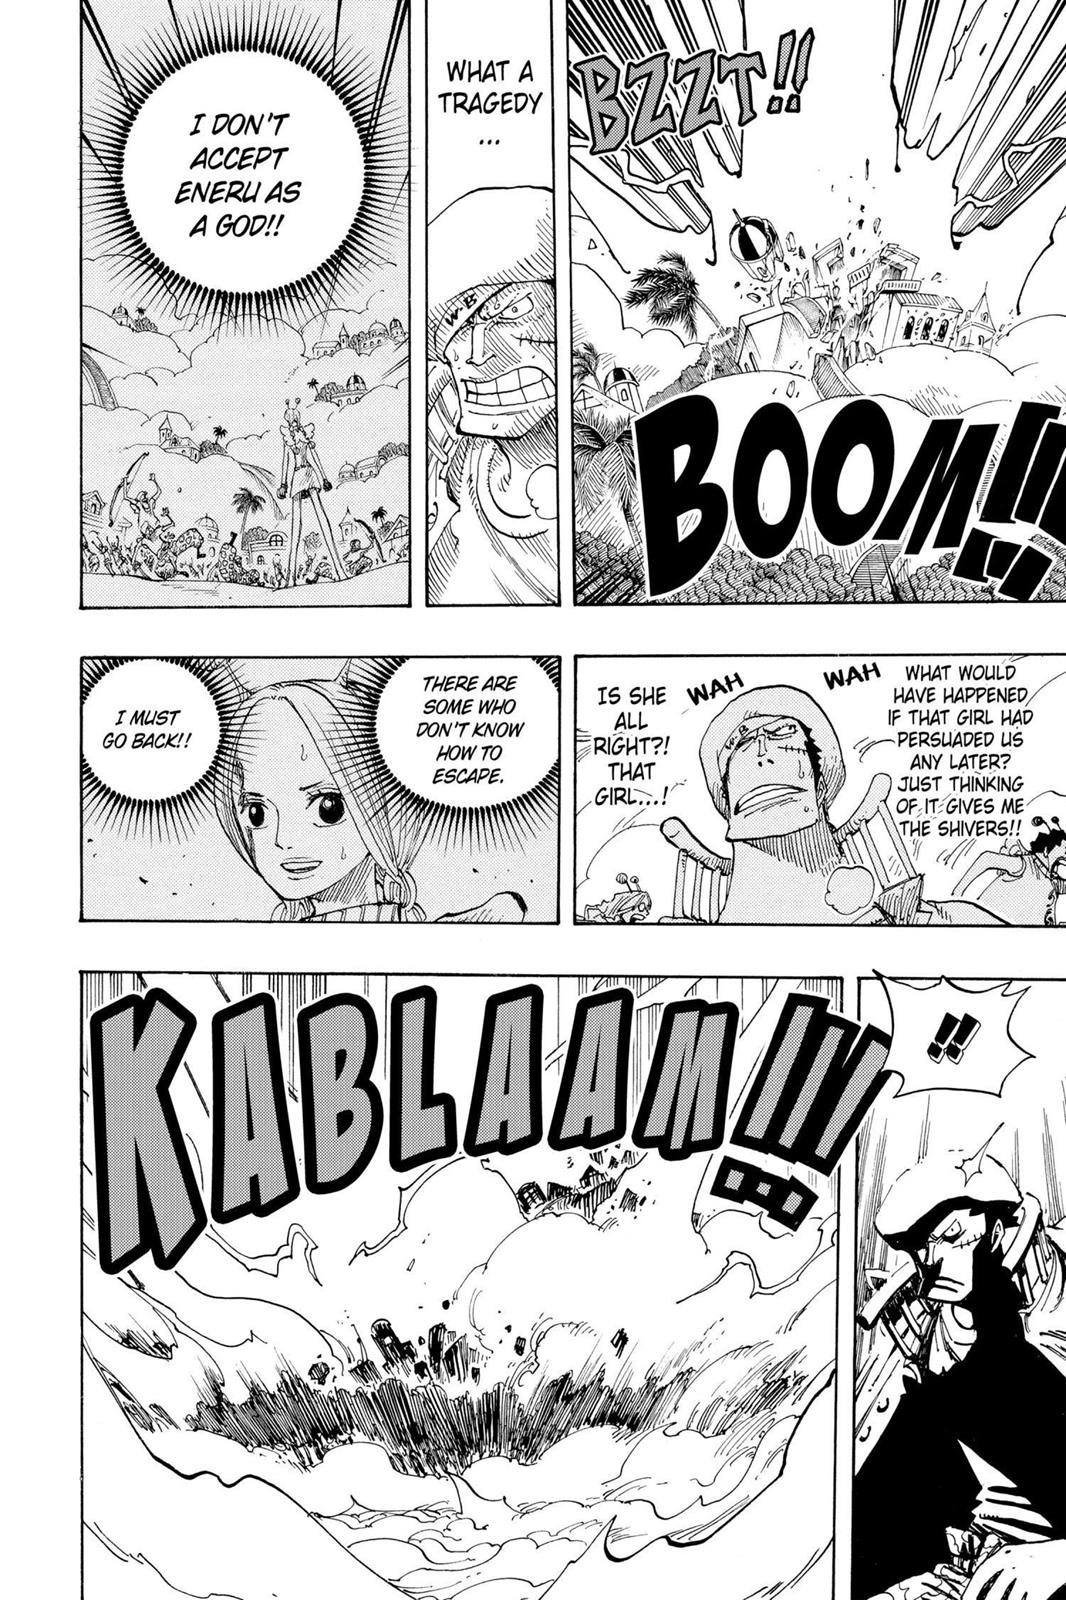 BZZT!!
BOOM!!!
WHAT A
TRAGEDY
...
W.B
I DON'T
ACCEPT
ENERU AS
A GOD!!
WHAT WOULD
HAVE HAPPENED
IF THAT GIRL HAD
PERSUADED US
ANY LATER?
JUST THINKING
OF IT GIVES ME
THE SHIVERS!!
WAH
WAH
W.B
IS SHE
ALL
RIGHT?!
THAT
GIRL...!
THERE ARE
SOME WHO
DON'T KNOW
HOW TO
ESCAPE.
I MUST
GO BACK!!
!!
KABLAAM!!!